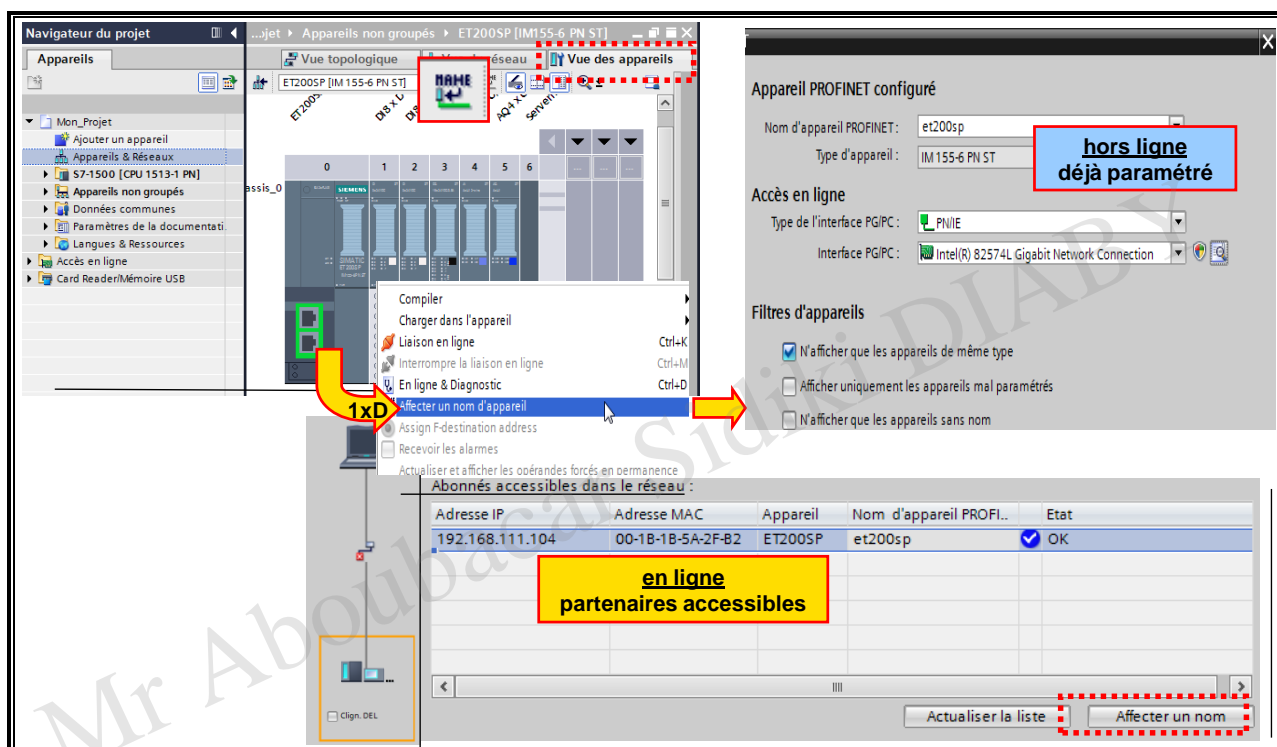 Navigateur du projet
Appareils
Mon_Projet
Ajouter un appareil
Appareils & Réseaux
S7-1500 [CPU 1513-1 PN]
Appareils non groupés
Données communes
Paramètres de la documentati.
Langues & Ressources
Accès en ligne
Card Reader/Mémoire USB
...ojet ▸ Appareils non groupés ▸ ET200SP [IM155-6 PN ST]
Vue topologique
réseau
Vue des appareils
ET200SP [IM 155-6 PN ST]
NAME
0 1 2 3 4 5 6
assis_0
SIEMENS
Compiler
Charger dans l'appareil
Liaison en ligne Ctrl+K
Interrompre la liaison en ligne Ctrl+M
En ligne & Diagnostic Ctrl+D
Affecter un nom d'appareil
Assign F-destination address
Recevoir les alarmes
Actualiser et afficher les opérandes forcés en permanence
1xD
Appareil PROFINET configuré
Nom d'appareil PROFINET : et200sp
Type d'appareil : IM 155-6 PN ST
hors ligne
déjà paramétré
Accès en ligne
Type de l'interface PG/PC : PN/IE
Interface PG/PC : Intel(R) 82574L Gigabit Network Connection
Filtres d'appareils
N'afficher que les appareils de même type
Afficher uniquement les appareils mal paramétrés
N'afficher que les appareils sans nom
Abonnés accessibles dans le réseau :
Adresse IP Adresse MAC Appareil Nom d'appareil PROFI.. Etat
192.168.111.104 00-1B-1B-5A-2F-B2 ET200SP et200sp OK
en ligne
partenaires accessibles
Clign. DEL
Actualiser la liste
Affecter un nom
Mr Aboubacar Sidiki DIABY